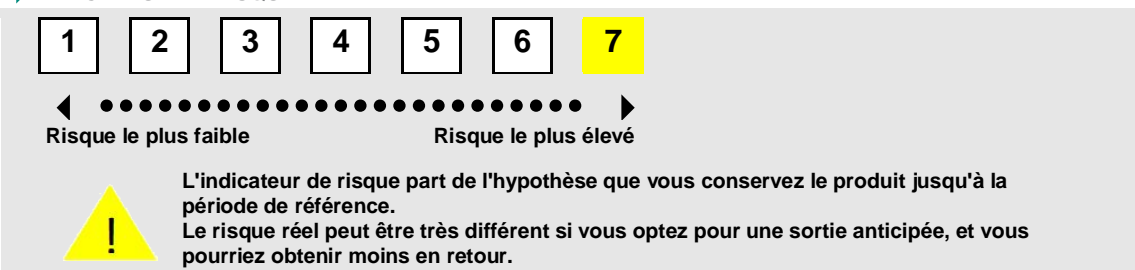 1 2 3 4 5 6 7
Risque le plus faible Risque le plus élevé
L'indicateur de risque part de l'hypothèse que vous conservez le produit jusqu'à la
période de référence.
! Le risque réel peut être très différent si vous optez pour une sortie anticipée, et vous
pourriez obtenir moins en retour.